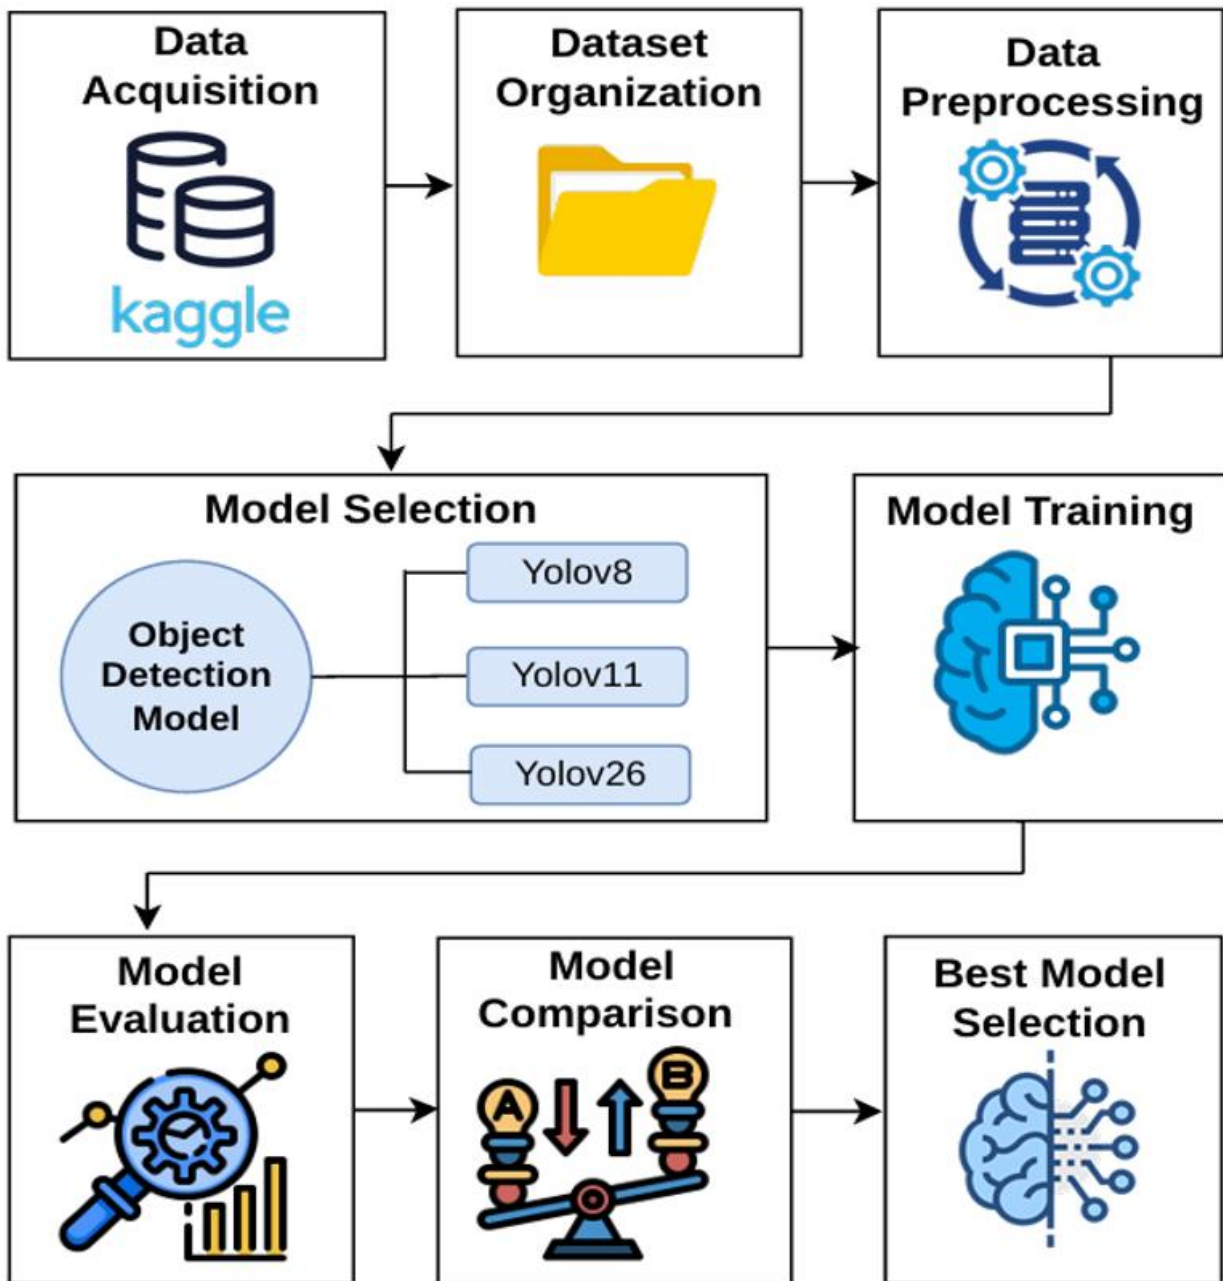 Data
Acquisition
kaggle
Dataset
Organization
Data
Preprocessing
Model Selection
Object
Detection
Model
Yolov8
Yolov11
Yolov26
Model Training
Model
Evaluation
Model
Comparison
A
B
Best Model
Selection